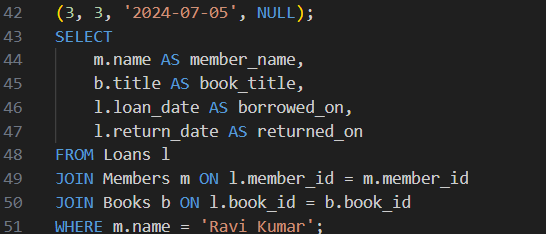 42 (3, 3, '2024-07-05', NULL);
43 SELECT
44 m.name AS member_name,
45 b.title AS book_title,
46 l.loan_date AS borrowed_on,
47 l.return_date AS returned_on
48 FROM Loans l
49 JOIN Members m ON l.member_id = m.member_id
50 JOIN Books b ON l.book_id = b.book_id
51 WHERE m.name = 'Ravi Kumar';